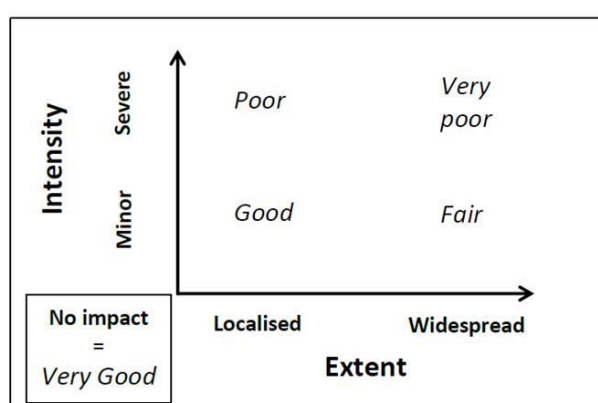 Intensity
Severe
Minor
Poor
Very
poor
Good
Fair
No impact
=
Very Good
Localised
Widespread
Extent